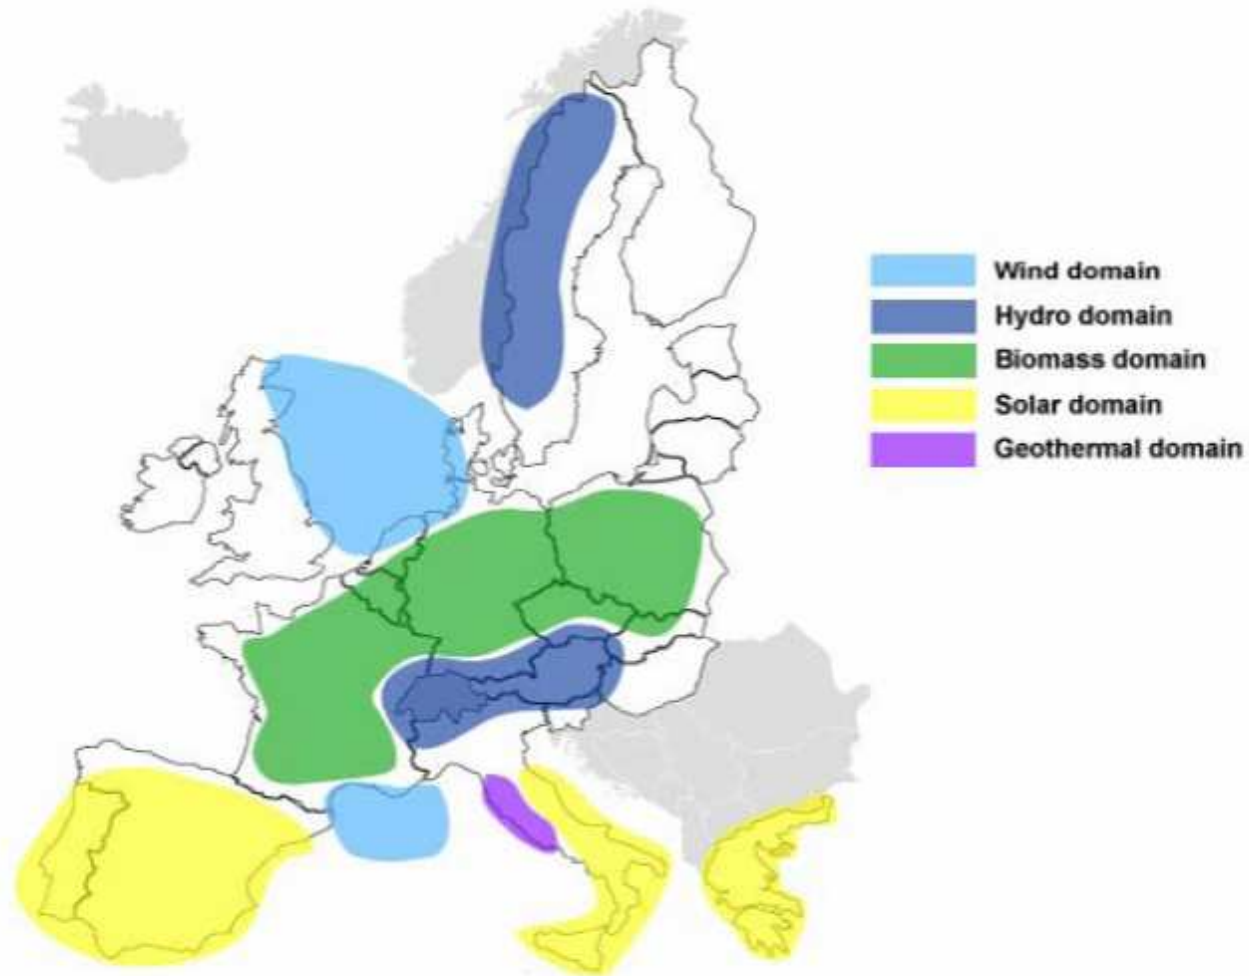 Wind domain
Hydro domain
Biomass domain
Solar domain
Geothermal domain